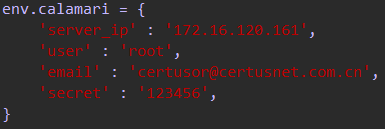 env.calamari = {
    'server_ip' : '172.16.120.161',
    'user' : 'root',
    'email' : 'certusor@certusnet.com.cn',
    'secret' : '123456',
}